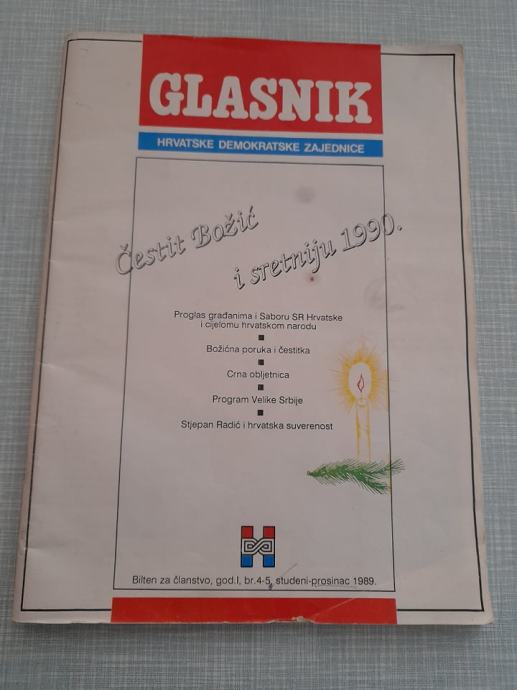 GLASNIK
HRVATSKE DEMOKRATSKE ZAJEDNICE
Čestit Božić
i sretniju 1990.
Proglas građanima i Saboru SR Hrvatske
i cijelomu hrvatskom narodu
Božićna poruka i čestitka
Crna obljetnica
Program Velike Srbije
Stjepan Radić i hrvatska suverenost
Bilten za članstvo, god.I, br.4-5, studeni-prosinac 1989.